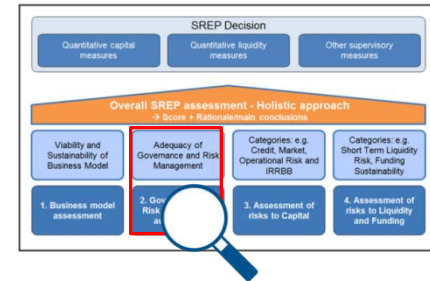 SREP Decision
Quantitative capital
measures
Quantitative liquidity
measures
Other supervisory
measures
Overall SREP assessment - Holistic approach
→ Score + Rationale/main conclusions
Viability and
Sustainability of
Business Model
Adequacy of
Governance and Risk
Management
Categories: e.g.
Credit, Market,
Operational Risk and
IRRBB
Categories: e.g.
Short Term Liquidity
Risk, Funding
Sustainability
1. Business model
assessment
2.
Risk
3. Assessment of
risks to Capital
4. Assessment of
risks to Liquidity
and Funding